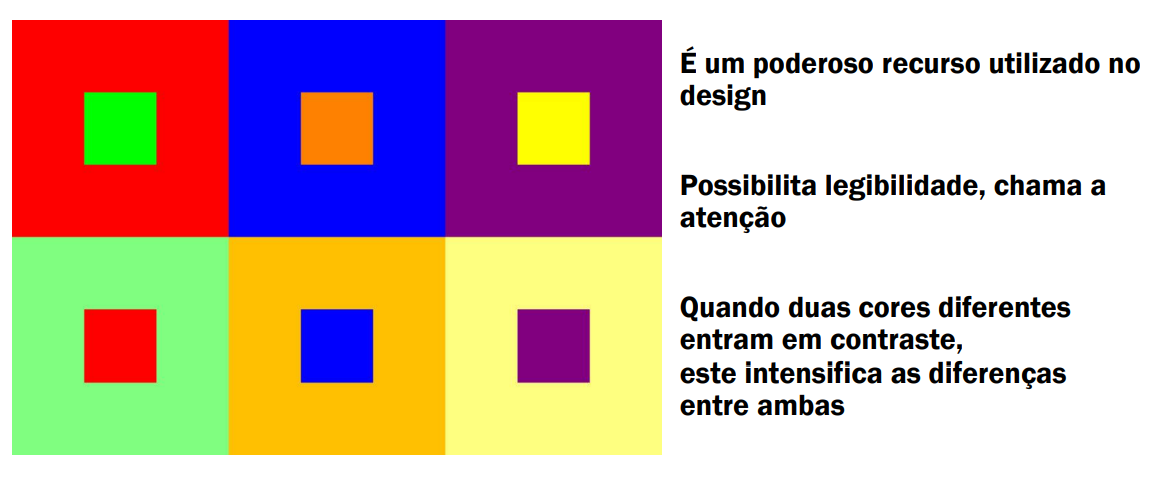 É um poderoso recurso utilizado no
design
Possibilita legibilidade, chama a
atenção
Quando duas cores diferentes
entram em contraste,
este intensifica as diferenças
entre ambas